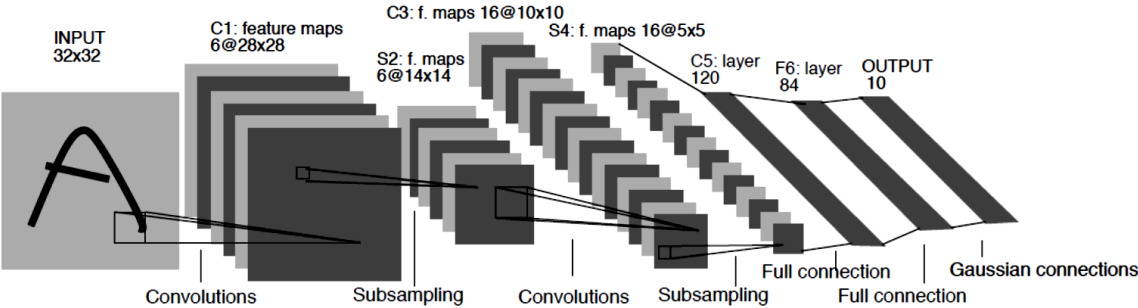 INPUT
32x32
C1: feature maps
6@28x28
S2: f. maps
6@14x14
C3: f. maps 16@10x10
S4: f. maps 16@5x5
C5: layer
120
F6: layer
84
OUTPUT
10
Convolutions
Subsampling
Convolutions
Subsampling
Full connection
Full connection
Gaussian connections